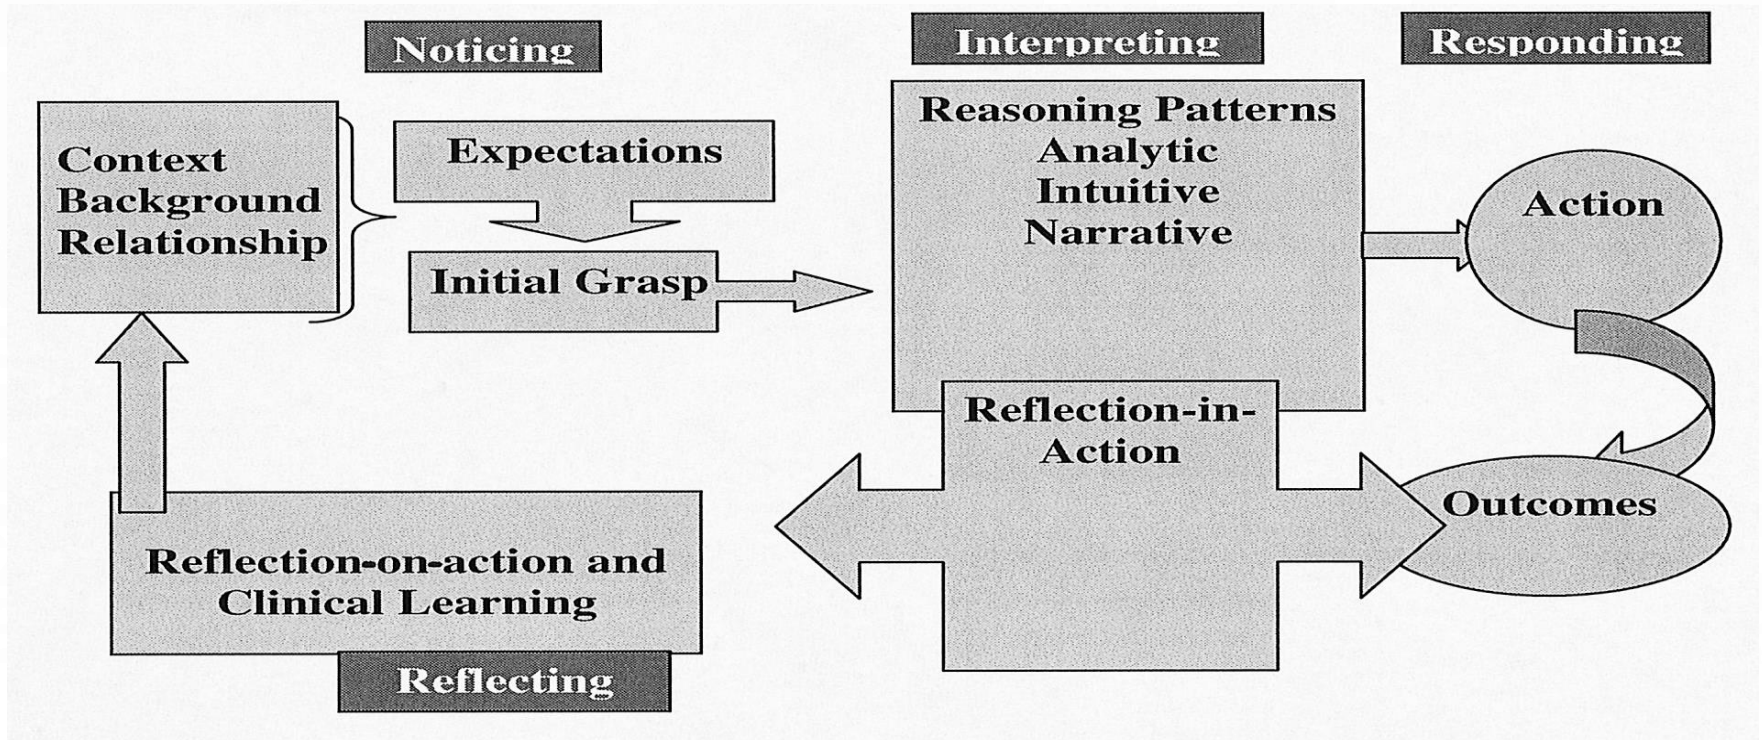 Noticing
Interpreting
Responding
Context
Background
Relationship
Expectations
Initial Grasp
Reasoning Patterns
Analytic
Intuitive
Narrative
Action
Reflection-in-
Action
Outcomes
Reflection-on-action and
Clinical Learning
Reflecting